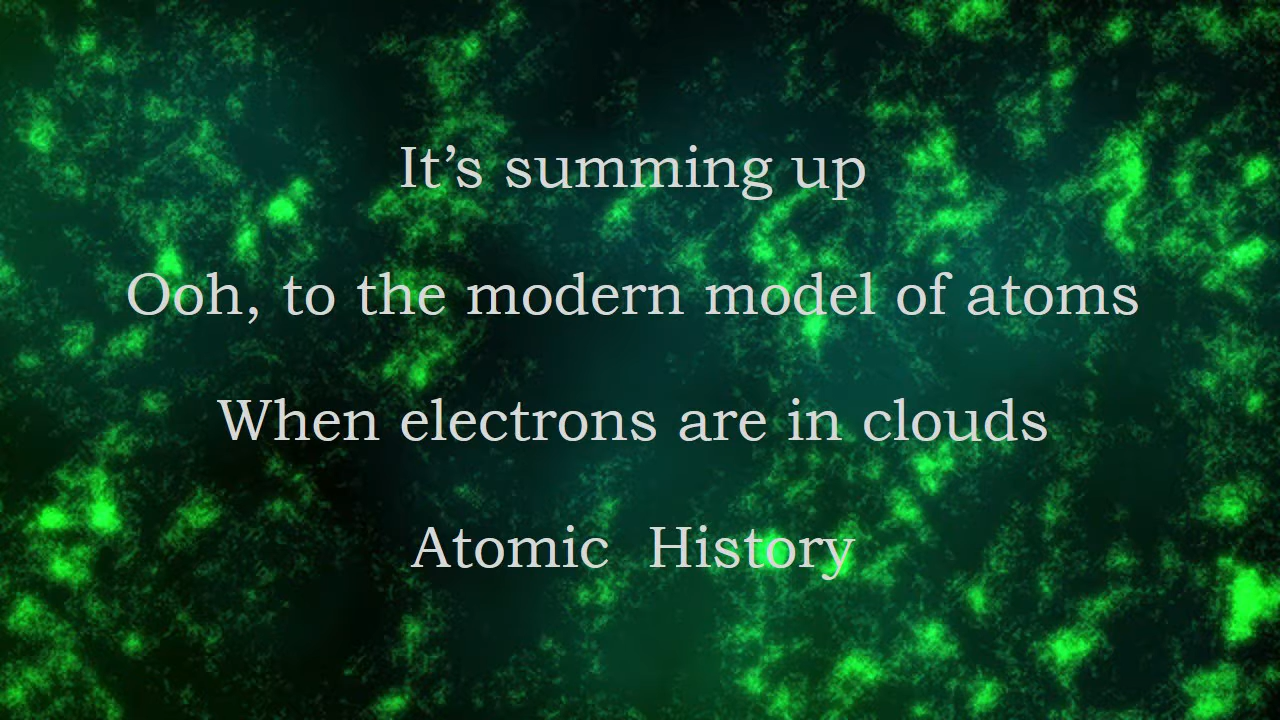 It’s summing up
Ooh, to the modern model of atoms
When electrons are in clouds
Atomic  History